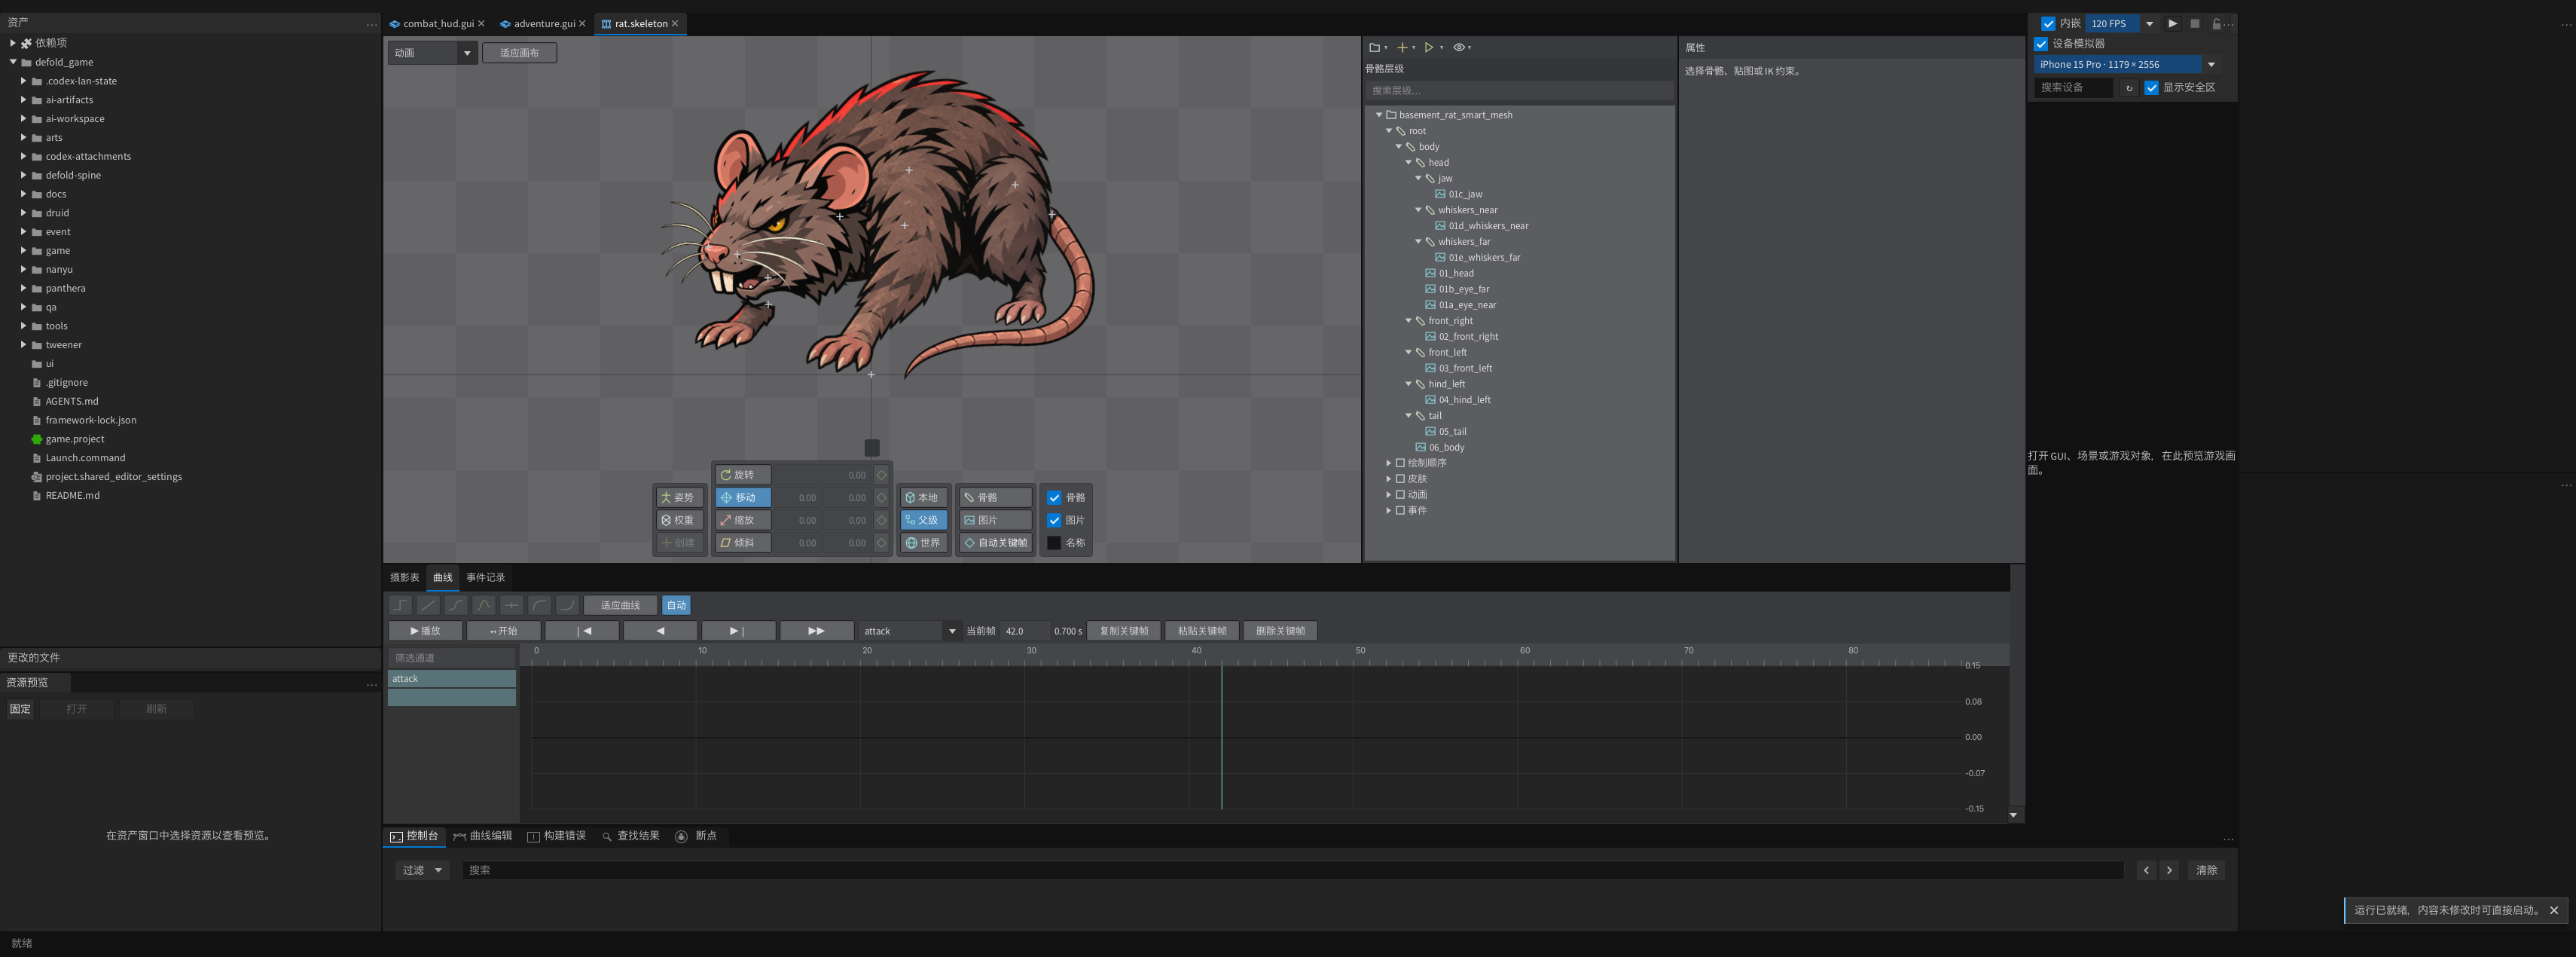 资产
依赖项
defold_game
.codex-lan-state
ai-artifacts
ai-workspace
arts
codex-attachments
defold-spine
docs
druid
event
game
nanyu
panthera
qa
tools
tweener
ui
.gitignore
AGENTS.md
framework-lock.json
game.project
Launch.command
project.shared_editor_settings
README.md
更改的文件
资源预览
固定 打开 刷新
在资产窗口中选择资源以查看预览。
就绪
combat_hud.gui adventure.gui rat.skeleton
动画 适应画布
旋转 0.00
姿势 移动 0.00 0.00 本地 骨骼 骨骼
权重 缩放 0.00 0.00 父级 图片 图片
创建 倾斜 0.00 0.00 世界 自动关键帧 名称
骨骼层级
搜索层级...
basement_rat_smart_mesh
root
body
head
jaw
01c_jaw
whiskers_near
01d_whiskers_near
whiskers_far
01e_whiskers_far
01_head
01b_eye_far
01a_eye_near
front_right
02_front_right
front_left
03_front_left
hind_left
04_hind_left
tail
05_tail
06_body
绘制顺序
皮肤
动画
事件
属性
选择骨骼、贴图或 IK 约束。
内嵌 120 FPS
设备模拟器
iPhone 15 Pro · 1179 × 2556
搜索设备 显示安全区
打开 GUI、场景或游戏对象，在此预览游戏画
面。
摄影表 曲线 事件记录
适应曲线 自动
播放 开始 attack 当前帧 42.0 0.700 s 复制关键帧 粘贴关键帧 删除关键帧
筛选通道 0 10 20 30 40 50 60 70 80
attack
0.15
0.08
0.00
-0.07
-0.15
控制台 曲线编辑 构建错误 查找结果 断点
过滤 搜索 清除
运行已就绪，内容未修改时可直接启动。